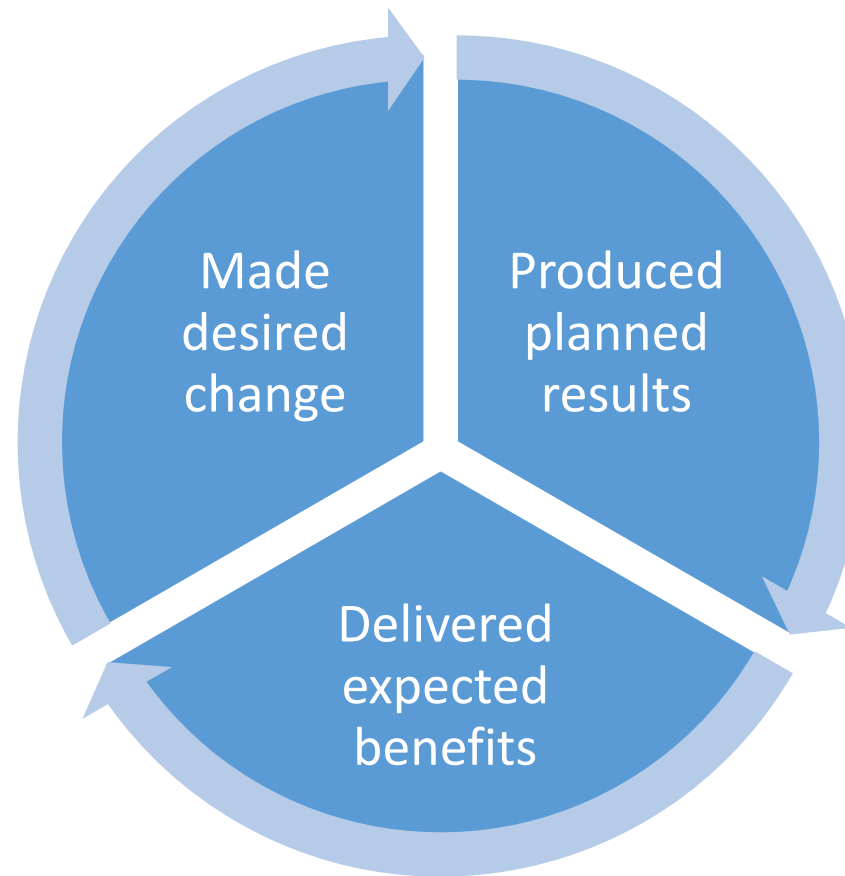 Made
desired
change
Produced
planned
results
Delivered
expected
benefits